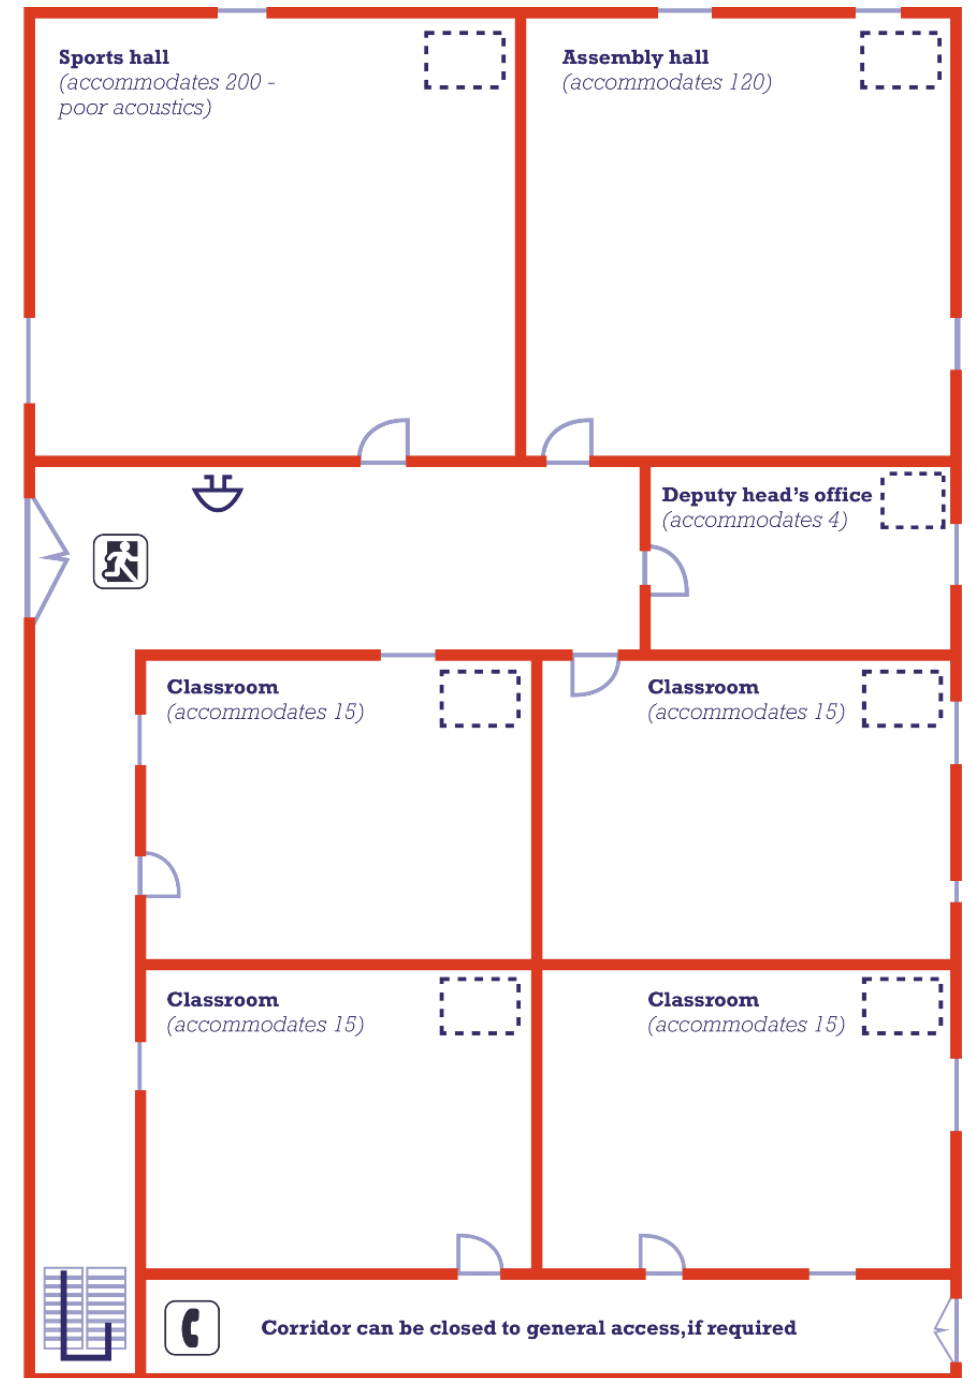 Sports hall
(accommodates 200 -
poor acoustics)
Assembly hall
(accommodates 120)
Deputy head's office
(accommodates 4)
Classroom
(accommodates 15)
Classroom
(accommodates 15)
Classroom
(accommodates 15)
Classroom
(accommodates 15)
Corridor can be closed to general access,if required